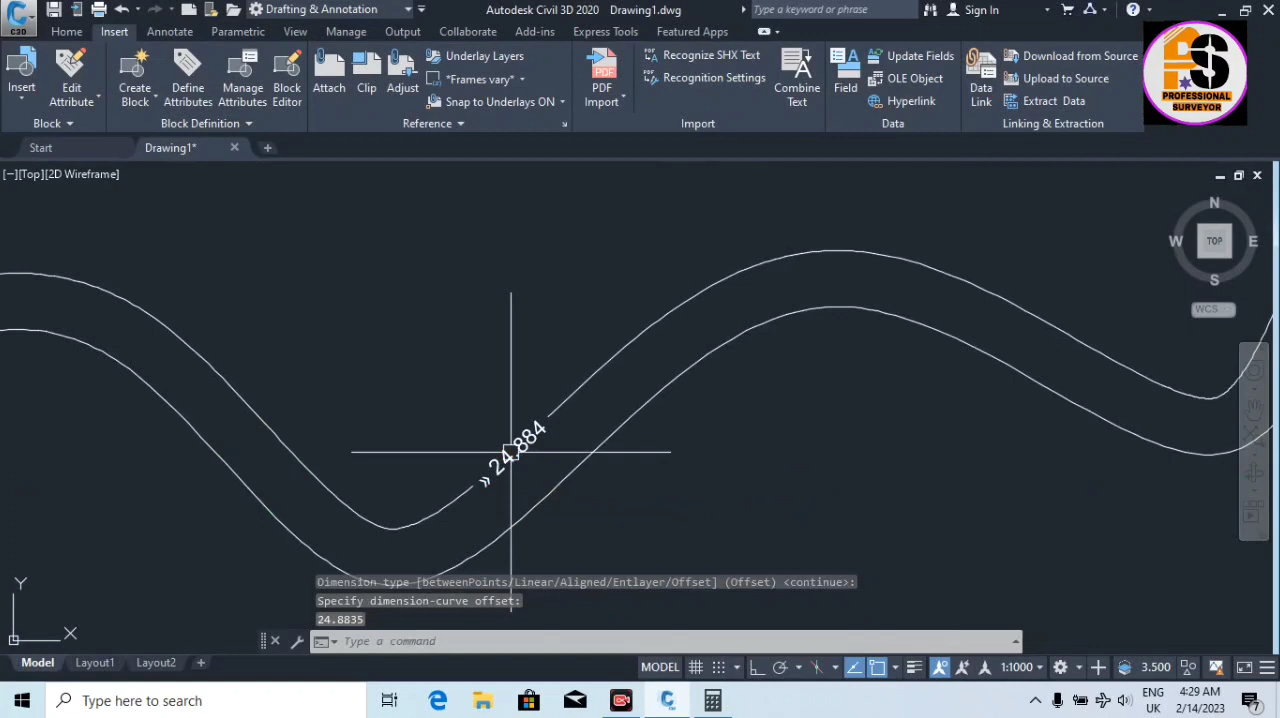 Drafting & Annotation
Autodesk Civil 3D 2020 Drawing1.dwg
Type a keyword or phrase
Sign In
C3D
Home Insert Annotate Parametric View Manage Output Collaborate Add-ins Express Tools Featured Apps
Insert
Edit Attribute
Create Block
Define Attributes
Manage Attributes
Block Editor
Attach
Clip
Adjust
Underlay Layers
*Frames vary*
Snap to Underlays ON
PDF
PDF Import
Recognize SHX Text
Recognition Settings
Combine Text
Field
Update Fields
OLE Object
Hyperlink
Data Link
Download from Source
Upload to Source
Extract Data
Block
Block Definition
Reference
Import
Data
Linking & Extraction
PS
PROFESSIONAL
SURVEYOR
Start
Drawing1*
[−][Top][2D Wireframe]
N
W TOP E
S
WCS
» 24.884
Dimension type [betweenPoints/Linear/Aligned/Entlayer/Offset] (Offset) <continue>:
Specify dimension-curve offset:
24.8835
Type a command
Y
X
Model Layout1 Layout2 +
MODEL
1:1000
3.500
Type here to search
ENG
UK
4:29 AM
2/14/2023
7